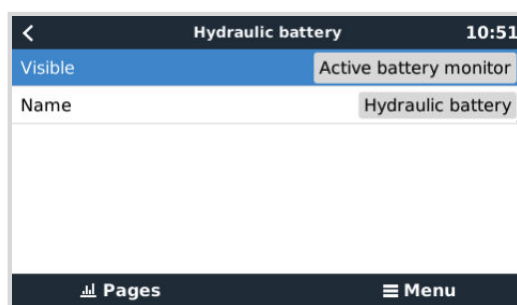 Hydraulic battery 10:51
Visible Active battery monitor
Name Hydraulic battery
Pages Menu